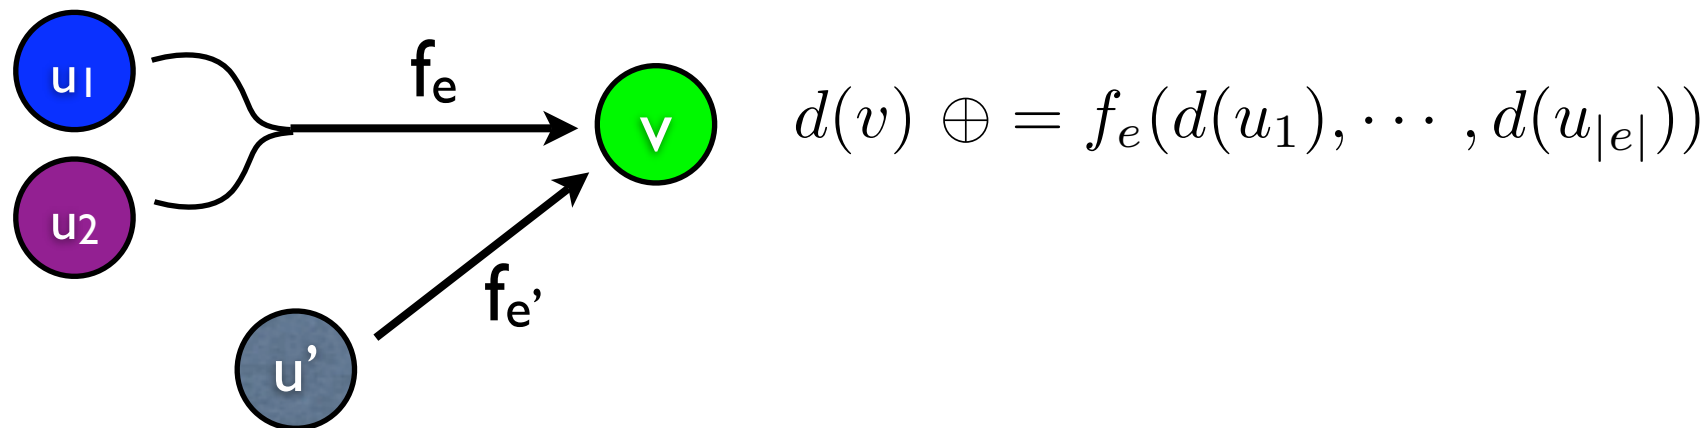 u1
fe
v
d(v) ⊕ = fe(d(u1), · · · , d(u|e|))
u2
fe’
u’